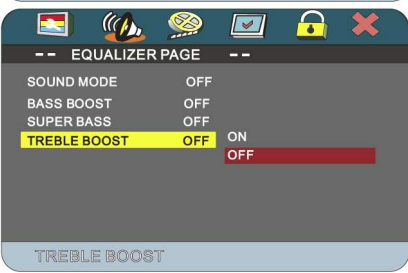 -- EQUALIZER PAGE --
SOUND MODE OFF
BASS BOOST OFF
SUPER BASS OFF
TREBLE BOOST OFF ON
OFF
TREBLE BOOST